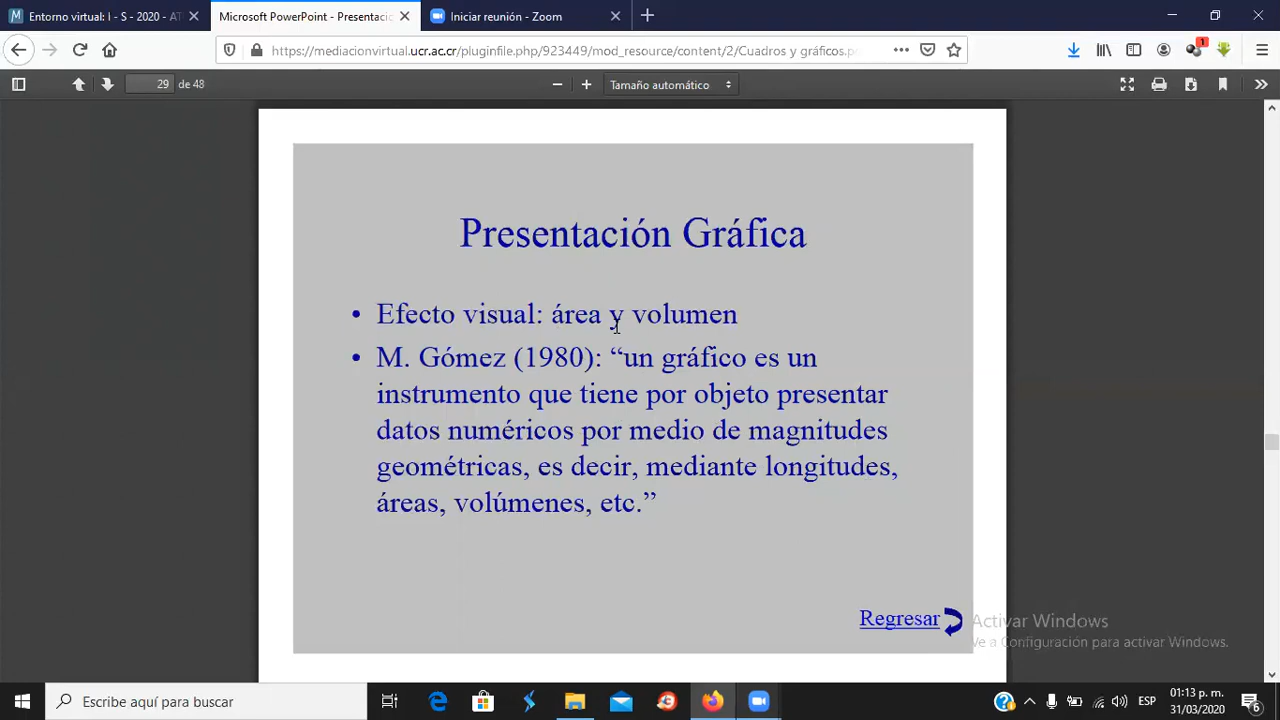 Entorno virtual: I - S - 2020 - AT
Microsoft PowerPoint - Presentaci
Iniciar reunión - Zoom
https://mediacionvirtual.ucr.ac.cr/pluginfile.php/923449/mod_resource/content/2/Cuadros y gráficos.p
1
29 de 48
Tamaño automático
Presentación Gráfica
• Efecto visual: área y volumen
• M. Gómez (1980): “un gráfico es un
instrumento que tiene por objeto presentar
datos numéricos por medio de magnitudes
geométricas, es decir, mediante longitudes,
áreas, volúmenes, etc.”
Regresar
Activar Windows
Ve a Configuración para activar Windows.
Escribe aquí para buscar
ESP
01:13 p. m.
31/03/2020
6